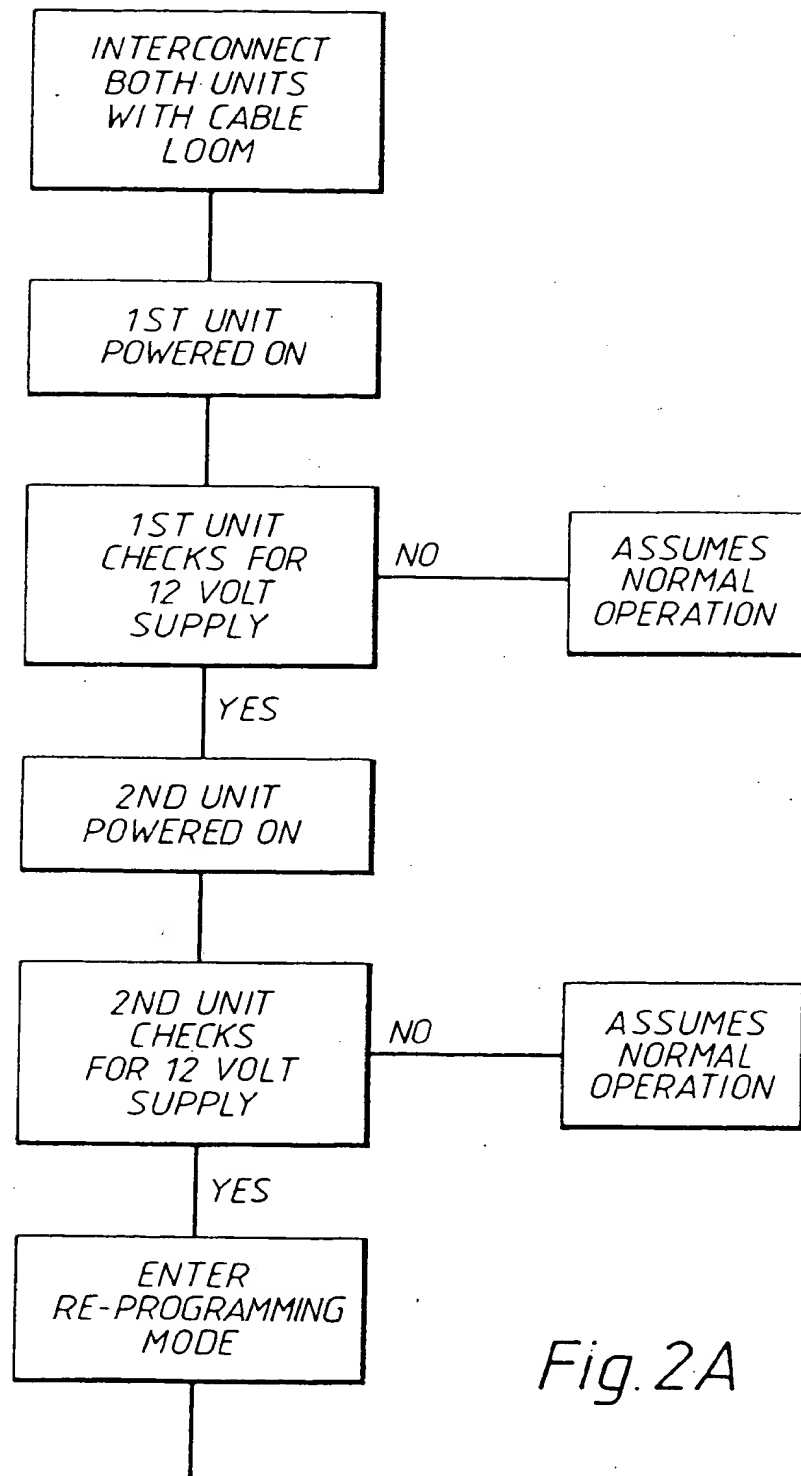 INTERCONNECT
BOTH UNITS
WITH CABLE
LOOM
1ST UNIT
POWERED ON
1ST UNIT
CHECKS FOR
12 VOLT
SUPPLY
NO
ASSUMES
NORMAL
OPERATION
YES
2ND UNIT
POWERED ON
2ND UNIT
CHECKS
FOR 12 VOLT
SUPPLY
NO
ASSUMES
NORMAL
OPERATION
YES
ENTER
RE-PROGRAMMING
MODE
Fig. 2A